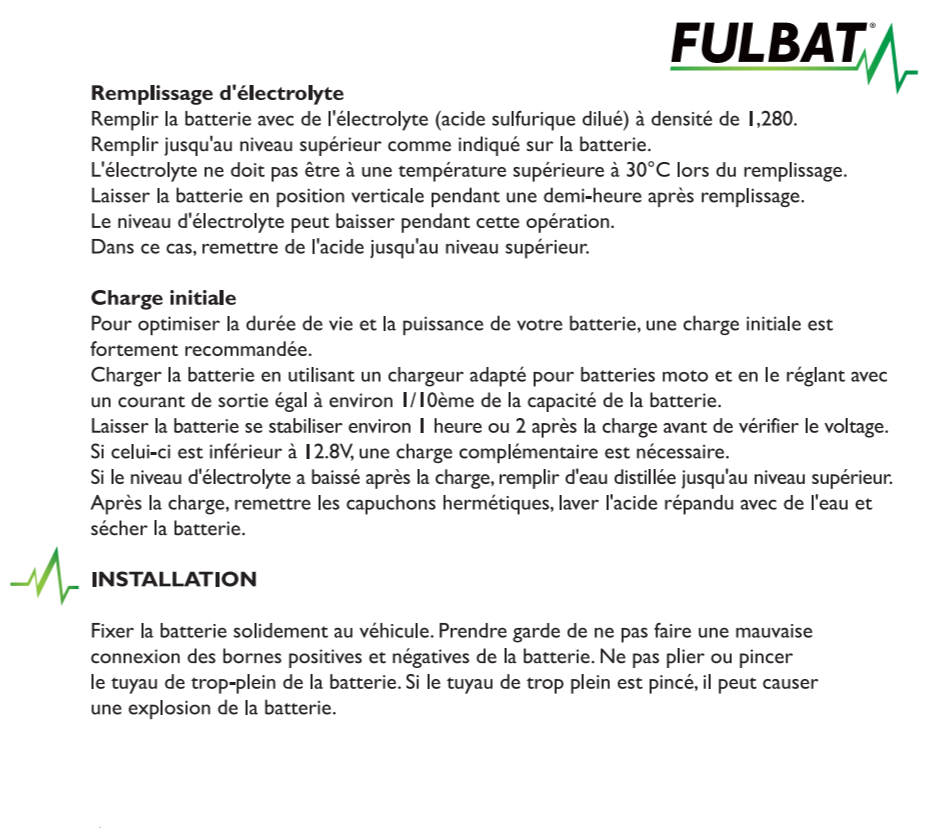 FULBAT®
Remplissage d'électrolyte
Remplir la batterie avec de l'électrolyte (acide sulfurique dilué) à densité de 1,280.
Remplir jusqu'au niveau supérieur comme indiqué sur la batterie.
L'électrolyte ne doit pas être à une température supérieure à 30°C lors du remplissage.
Laisser la batterie en position verticale pendant une demi-heure après remplissage.
Le niveau d'électrolyte peut baisser pendant cette opération.
Dans ce cas, remettre de l'acide jusqu'au niveau supérieur.
Charge initiale
Pour optimiser la durée de vie et la puissance de votre batterie, une charge initiale est
fortement recommandée.
Charger la batterie en utilisant un chargeur adapté pour batteries moto et en le réglant avec
un courant de sortie égal à environ 1/10ème de la capacité de la batterie.
Laisser la batterie se stabiliser environ 1 heure ou 2 après la charge avant de vérifier le voltage.
Si celui-ci est inférieur à 12.8V, une charge complémentaire est nécessaire.
Si le niveau d'électrolyte a baissé après la charge, remplir d'eau distillée jusqu'au niveau supérieur.
Après la charge, remettre les capuchons hermétiques, laver l'acide répandu avec de l'eau et
sécher la batterie.
INSTALLATION
Fixer la batterie solidement au véhicule. Prendre garde de ne pas faire une mauvaise
connexion des bornes positives et négatives de la batterie. Ne pas plier ou pincer
le tuyau de trop-plein de la batterie. Si le tuyau de trop plein est pincé, il peut causer
une explosion de la batterie.